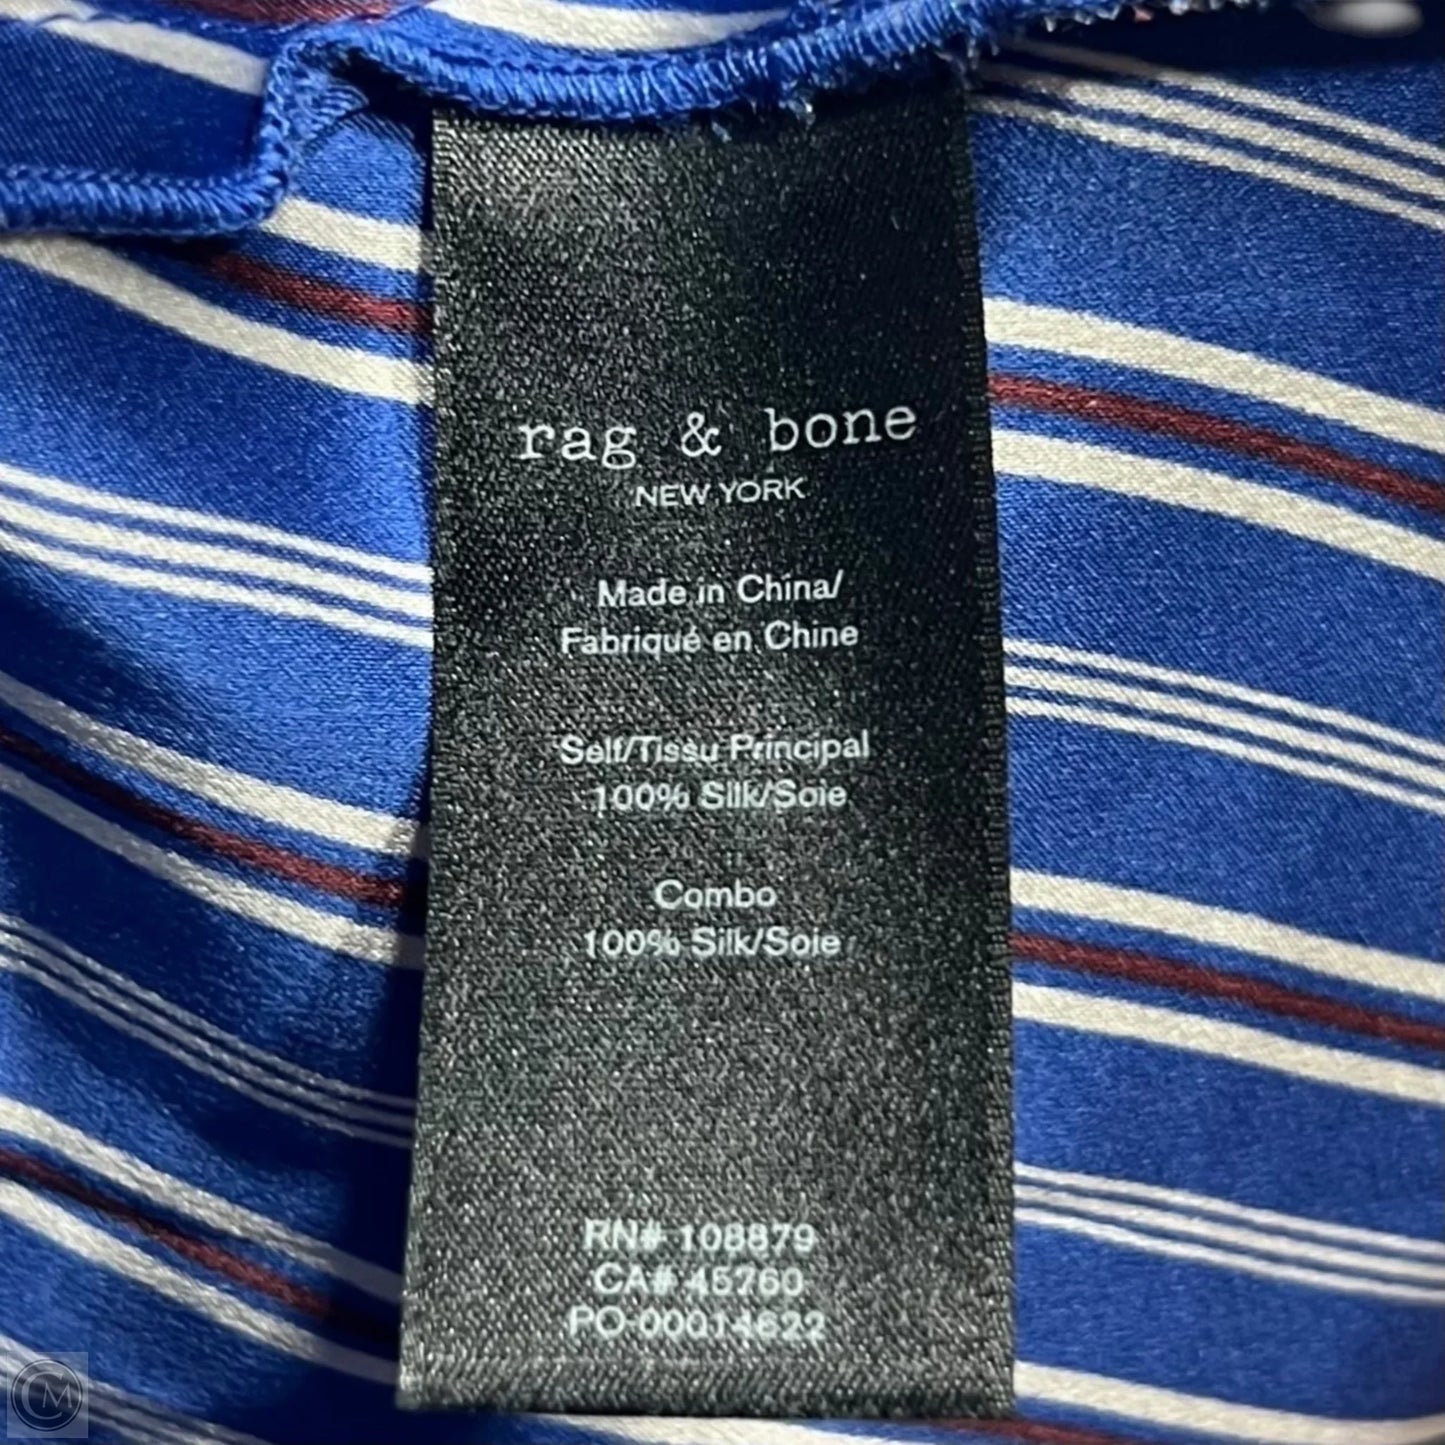 rag & bone
NEW YORK
Made in China/
Fabriqué en Chine
Self/Tissu Principal
100% Silk/Soie
Combo
100% Silk/Soie
RN# 108879
CA# 45760
PO-00014622
CM